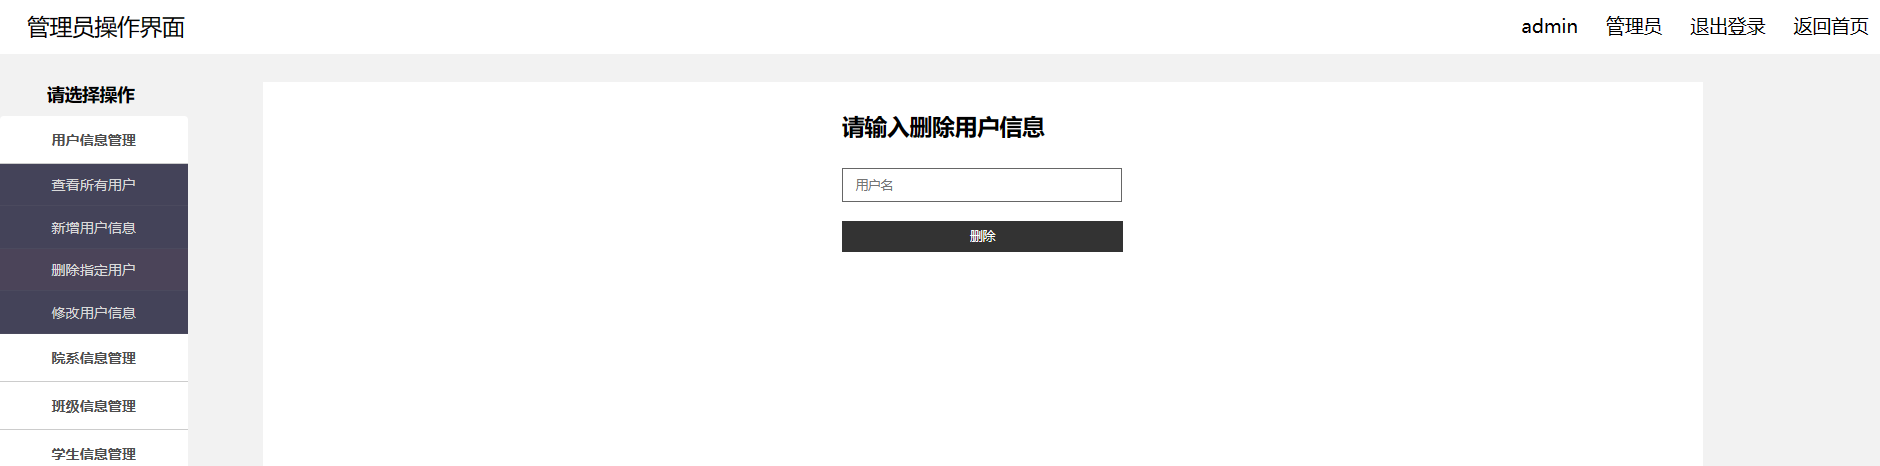 管理员操作界面
admin 管理员 退出登录 返回首页
请选择操作
用户信息管理
查看所有用户
新增用户信息
删除指定用户
修改用户信息
院系信息管理
班级信息管理
学生信息管理
请输入删除用户信息
用户名
删除